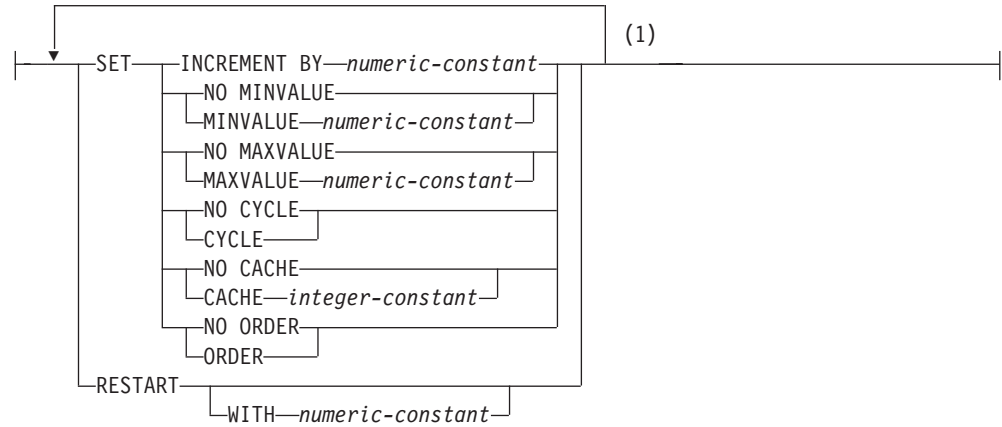 (1)
SET INCREMENT BY numeric-constant
NO MINVALUE
MINVALUE numeric-constant
NO MAXVALUE
MAXVALUE numeric-constant
NO CYCLE
CYCLE
NO CACHE
CACHE integer-constant
NO ORDER
ORDER
RESTART
WITH numeric-constant